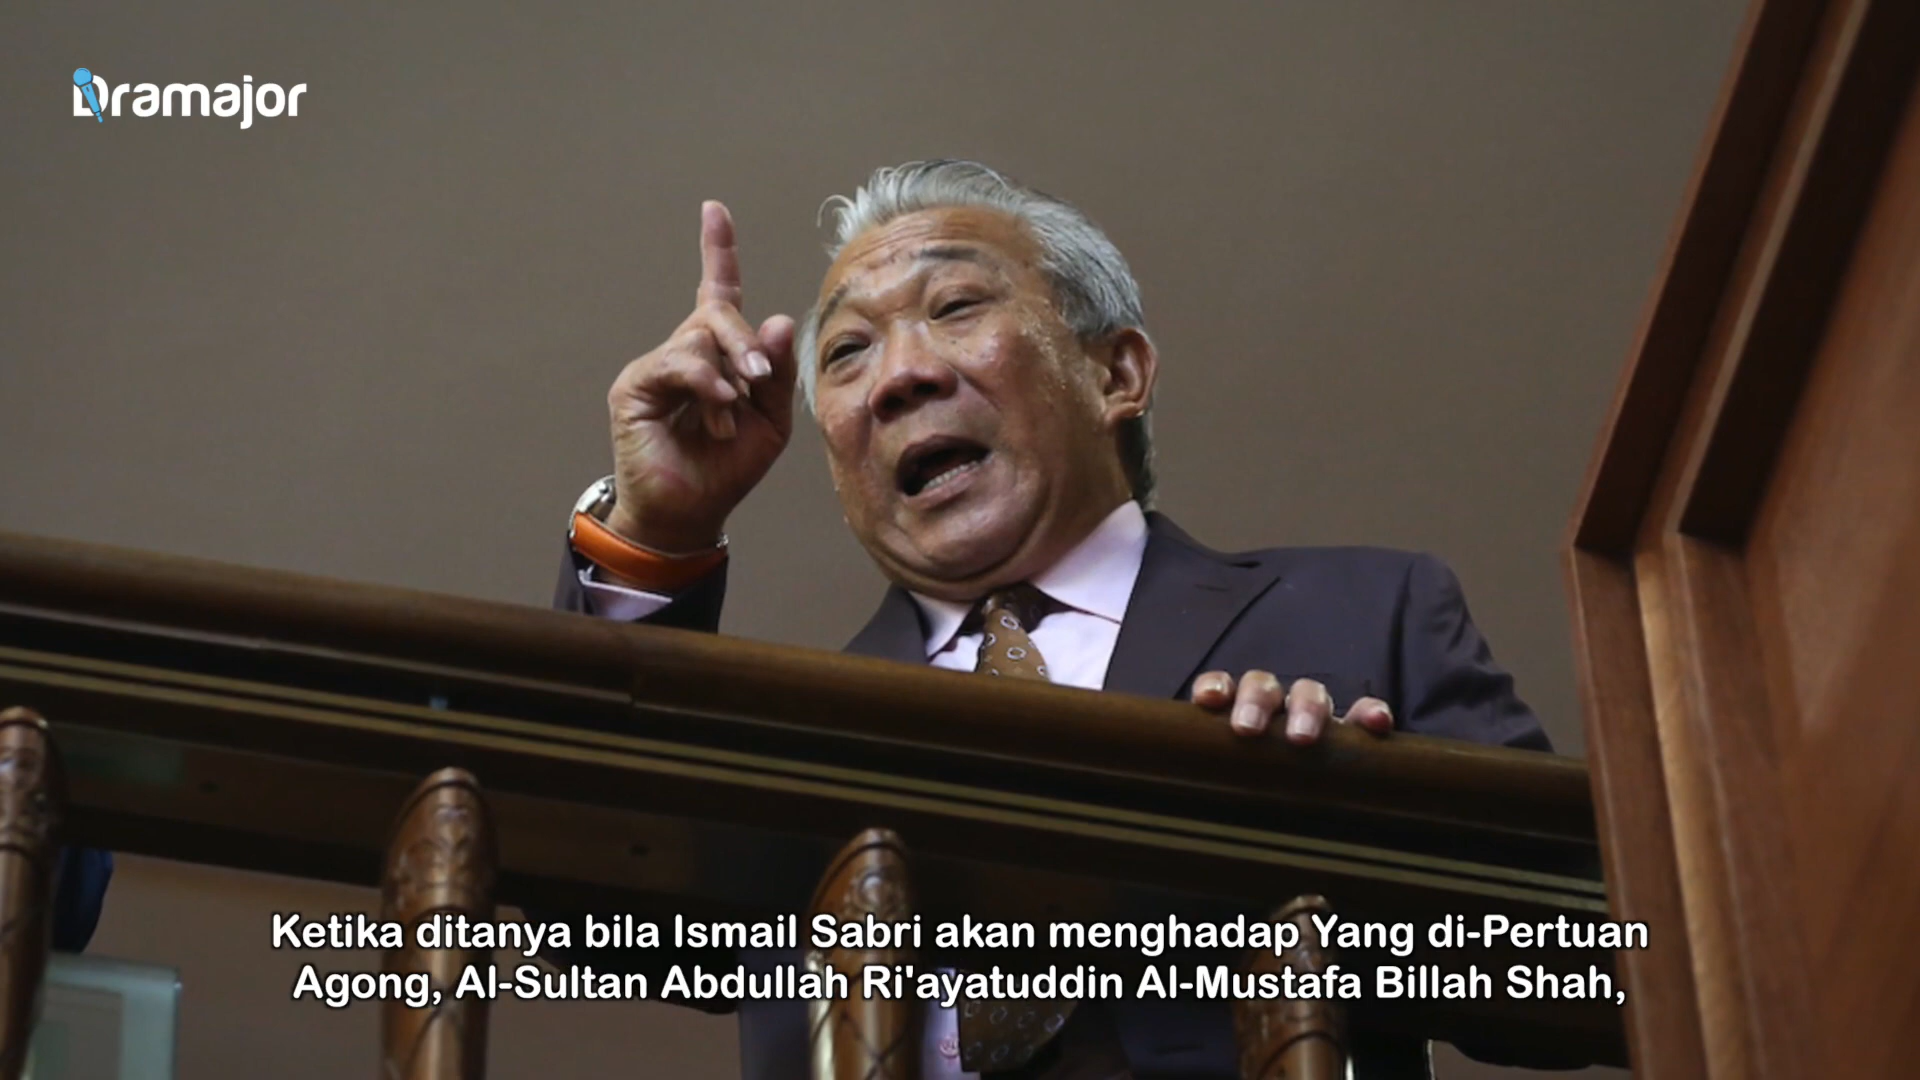 Dramajor
Ketika ditanya bila Ismail Sabri akan menghadap Yang di-Pertuan
Agong, Al-Sultan Abdullah Ri'ayatuddin Al-Mustafa Billah Shah,